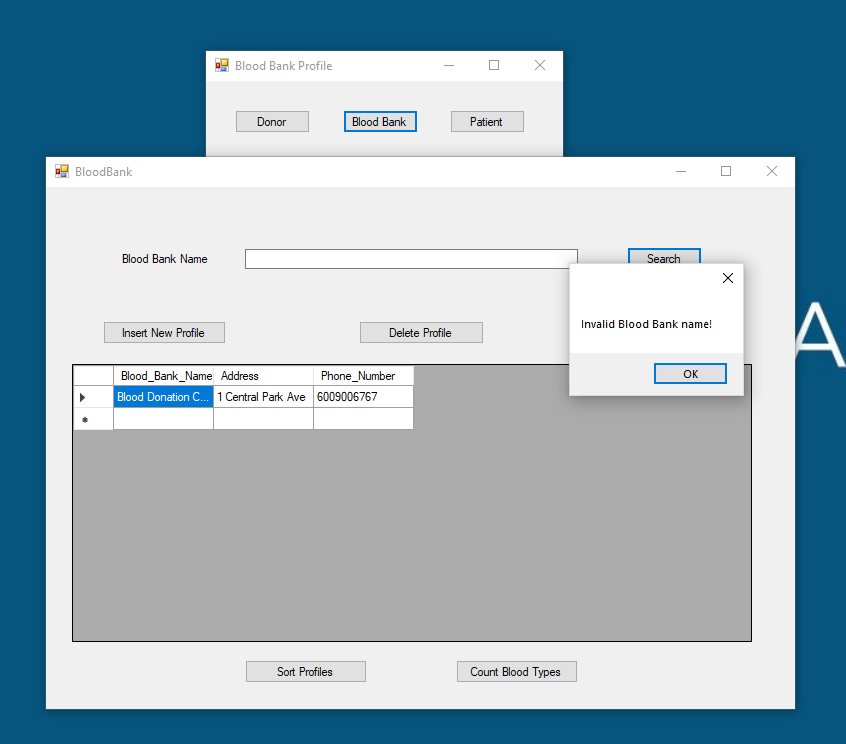 Blood Bank Profile
Donor
Blood Bank
Patient
BloodBank
Blood Bank Name
Search
Invalid Blood Bank name!
OK
Insert New Profile
Delete Profile
Blood_Bank_Name Address Phone_Number
Blood Donation C... 1 Central Park Ave 6009006767
Sort Profiles
Count Blood Types
A